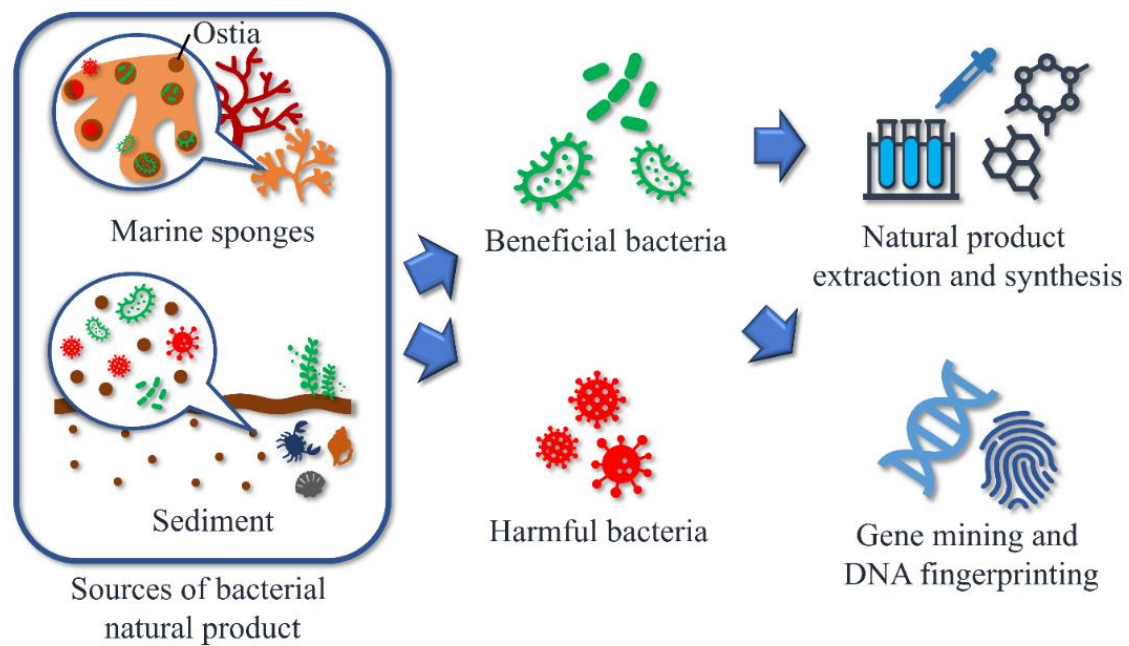 Ostia
Marine sponges
Sediment
Sources of bacterial
natural product
Beneficial bacteria
Harmful bacteria
Natural product
extraction and synthesis
Gene mining and
DNA fingerprinting